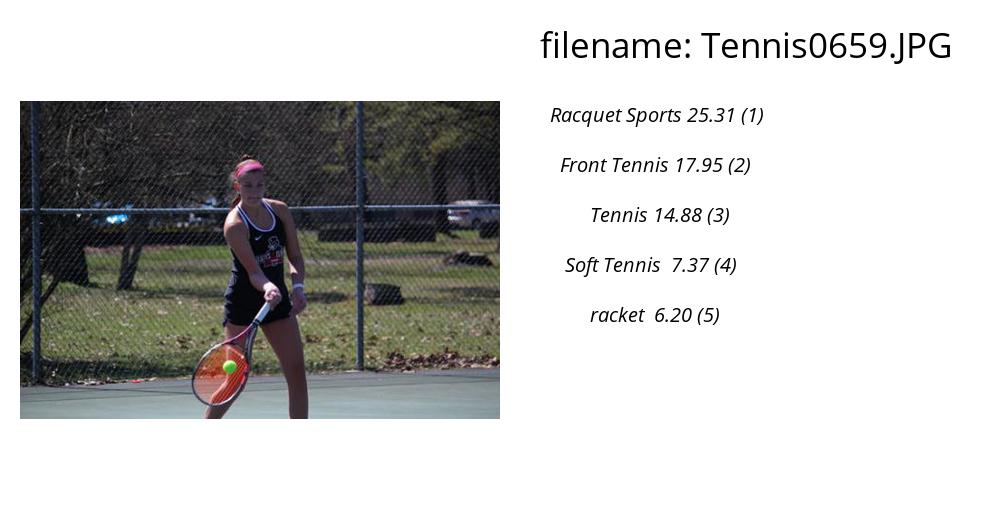 filename: Tennis0659.JPG
Racquet Sports 25.31 (1)
Front Tennis 17.95 (2)
Tennis 14.88 (3)
Soft Tennis 7.37 (4)
racket 6.20 (5)